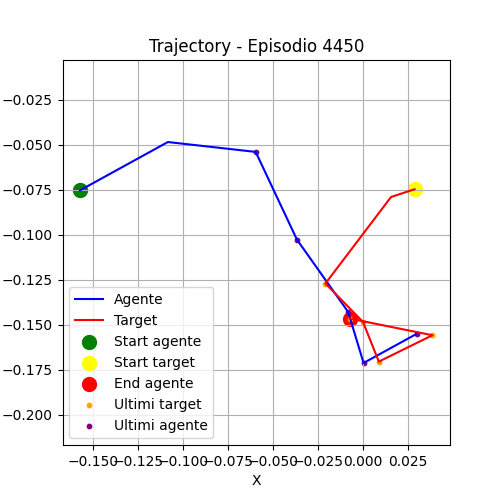 Trajectory - Episodio 4450
−0.025
−0.050
−0.075
−0.100
−0.125
−0.150
−0.175
−0.200
Agente
Target
Start agente
Start target
End agente
Ultimi target
Ultimi agente
−0.150−0.125−0.100−0.075−0.050−0.025 0.000 0.025
X